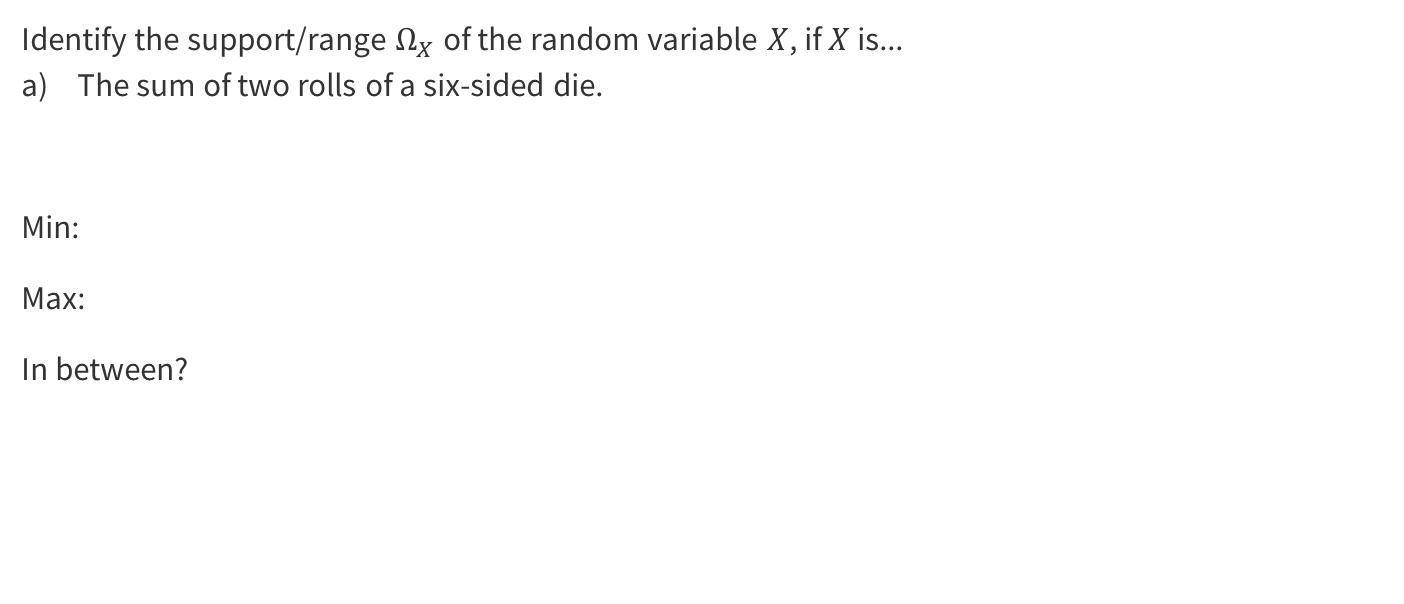 Identify the support/range Ω_X of the random variable X, if X is...
a) The sum of two rolls of a six-sided die.
Min:
Max:
In between?